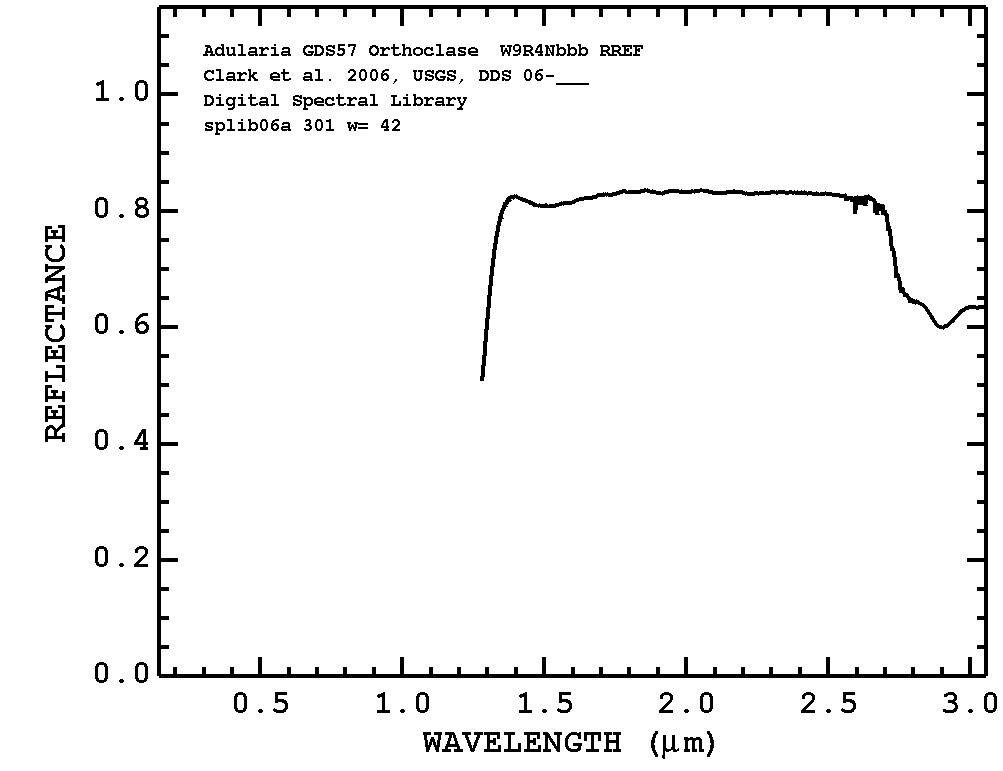 Adularia GDS57 Orthoclase  W9R4Nbbb RREF
Clark et al. 2006, USGS, DDS 06-___
Digital Spectral Library
splib06a 301 w= 42
REFLECTANCE
1.0
0.8
0.6
0.4
0.2
0.0
0.5 1.0 1.5 2.0 2.5 3.0
WAVELENGTH (μm)